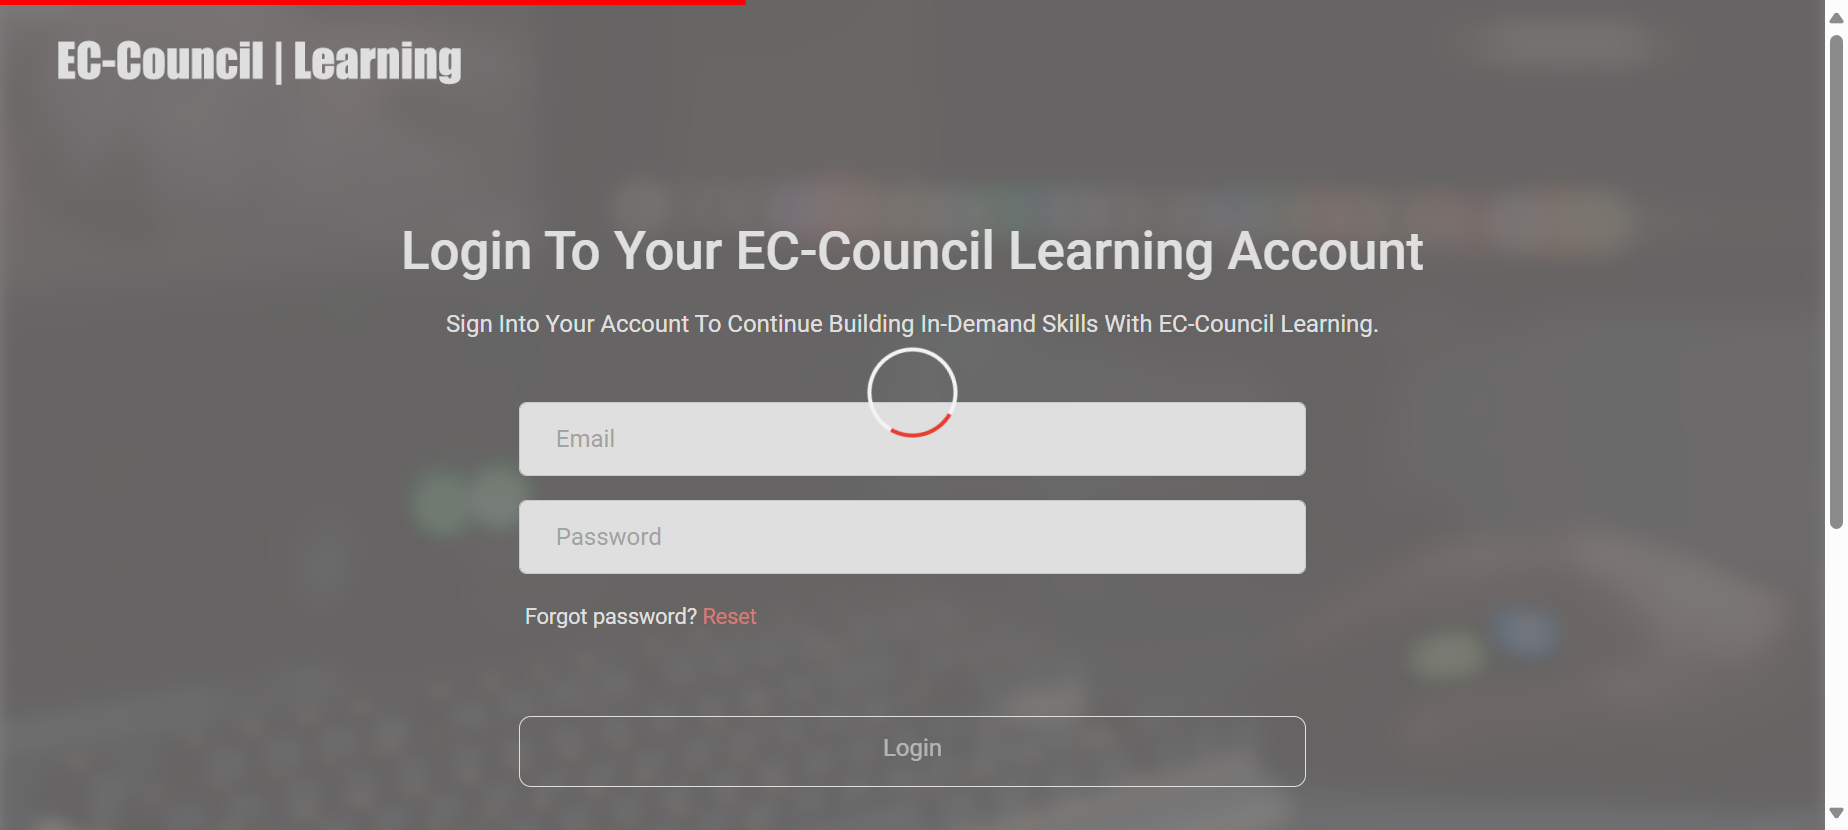 EC-Council | Learning
Login To Your EC-Council Learning Account
Sign Into Your Account To Continue Building In-Demand Skills With EC-Council Learning.
Email
Password
Forgot password? Reset
Login